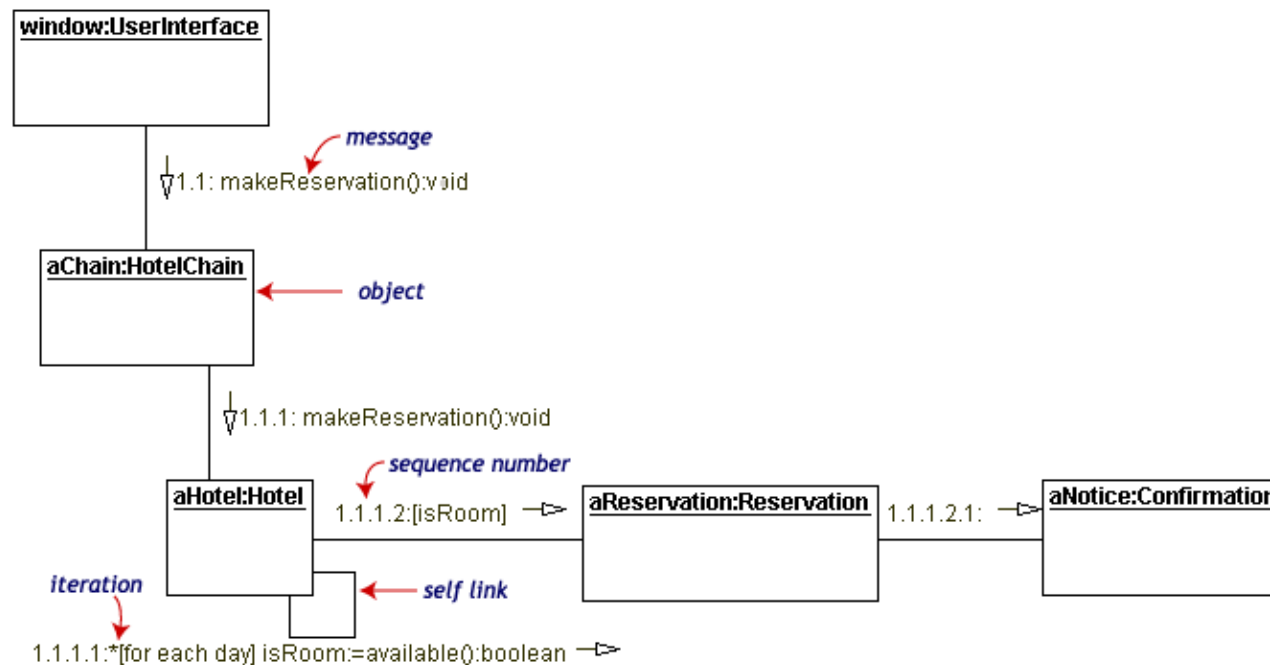 window:UserInterface
message
1.1: makeReservation():void
aChain:HotelChain
object
1.1.1: makeReservation():void
sequence number
aHotel:Hotel
1.1.1.2:[isRoom]
aReservation:Reservation
1.1.1.2.1:
aNotice:Confirmation
iteration
self link
1.1.1.1:*[for each day] isRoom:=available():boolean